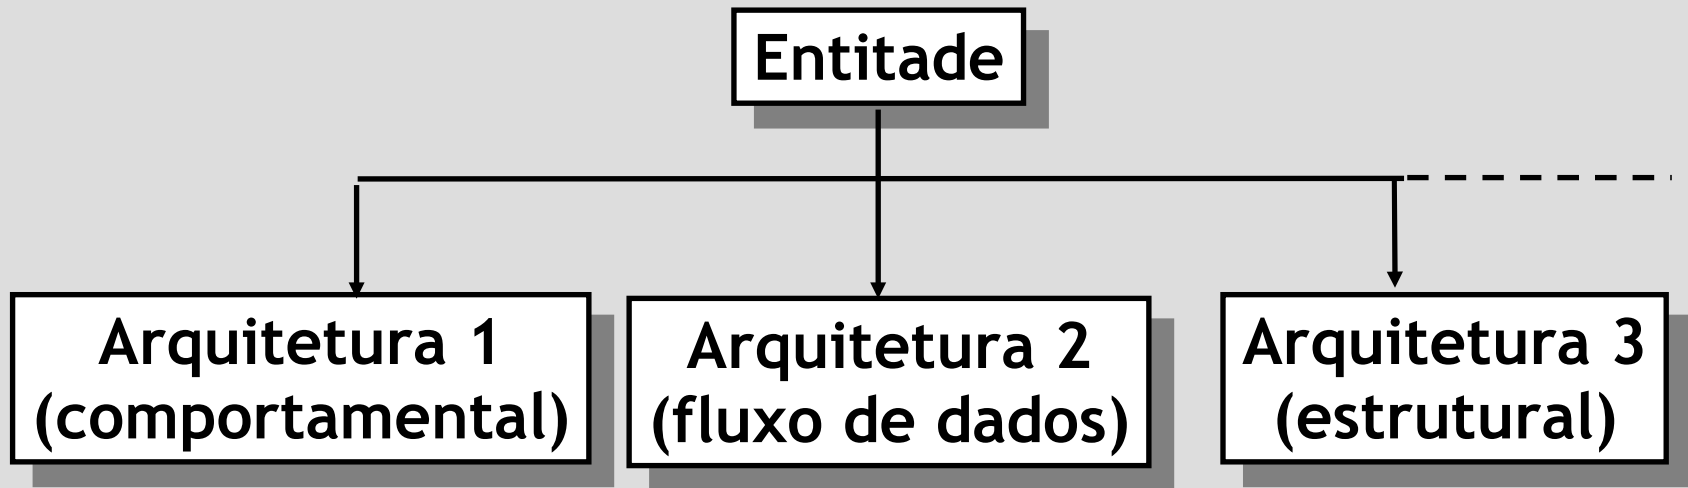 Entitade
Arquitetura 1
(comportamental)
Arquitetura 2
(fluxo de dados)
Arquitetura 3
(estrutural)